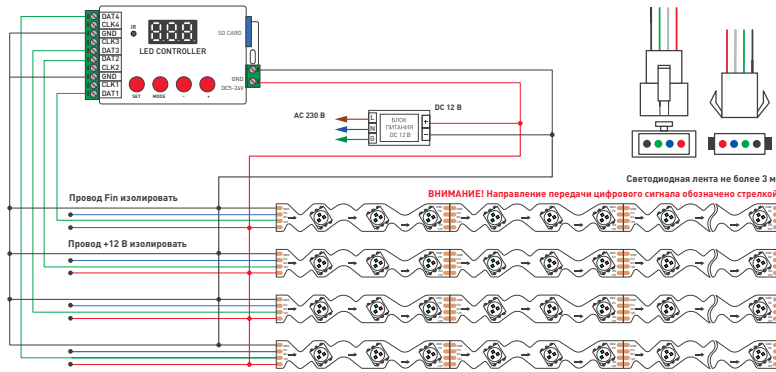 DAT4
CLK4
GND
CLK3
DAT3
DAT2
CLK2
GND
CLK1
DAT1
IR
LED CONTROLLER
SD CARD
SET
MODE
-
+
GND
DC5-24V
AC 230 В
L
N
G
БЛОК
ПИТАНИЯ
DC 12 В
+
−
DC 12 В
Светодиодная лента не более 3 м
ВНИМАНИЕ! Направление передачи цифрового сигнала обозначено стрелкой
Провод Fin изолировать
Провод +12 В изолировать